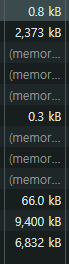 0.8 kB
2,373 kB
(memor...
(memor...
0.3 kB
(memor...
(memor...
(memor...
66.0 kB
9,400 kB
6,832 kB